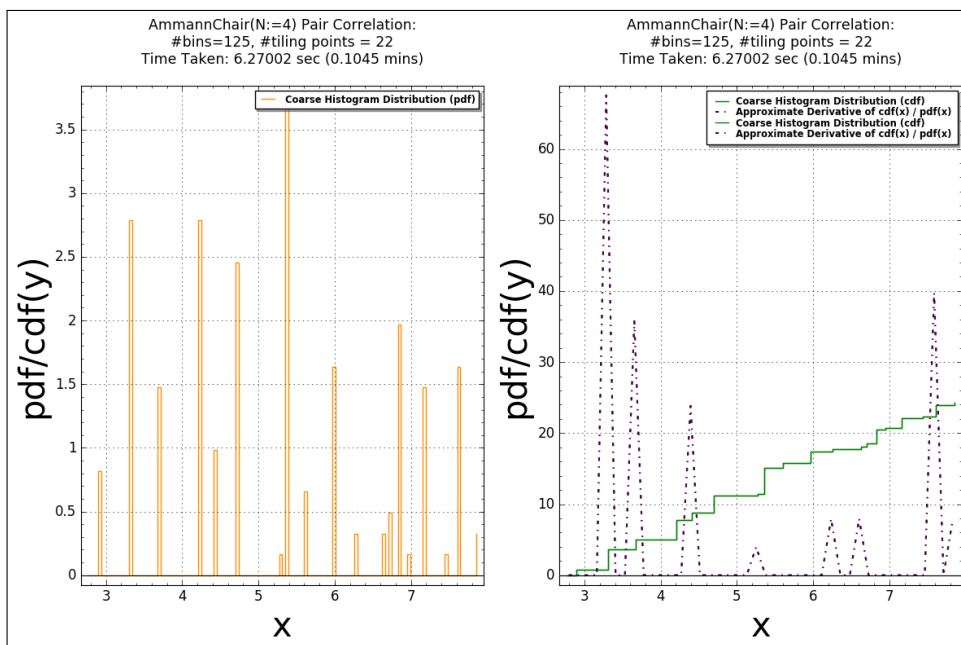 AmmannChair(N:=4) Pair Correlation:
#bins=125, #tiling points = 22
Time Taken: 6.27002 sec (0.1045 mins)
Coarse Histogram Distribution (pdf)
3.5
3
2.5
2
1.5
1
0.5
0
pdf/cdf(y)
3 4 5 6 7
x
AmmannChair(N:=4) Pair Correlation:
#bins=125, #tiling points = 22
Time Taken: 6.27002 sec (0.1045 mins)
Coarse Histogram Distribution (cdf)
Approximate Derivative of cdf(x) / pdf(x)
Coarse Histogram Distribution (cdf)
Approximate Derivative of cdf(x) / pdf(x)
60
50
40
30
20
10
0
pdf/cdf(y)
3 4 5 6 7
x